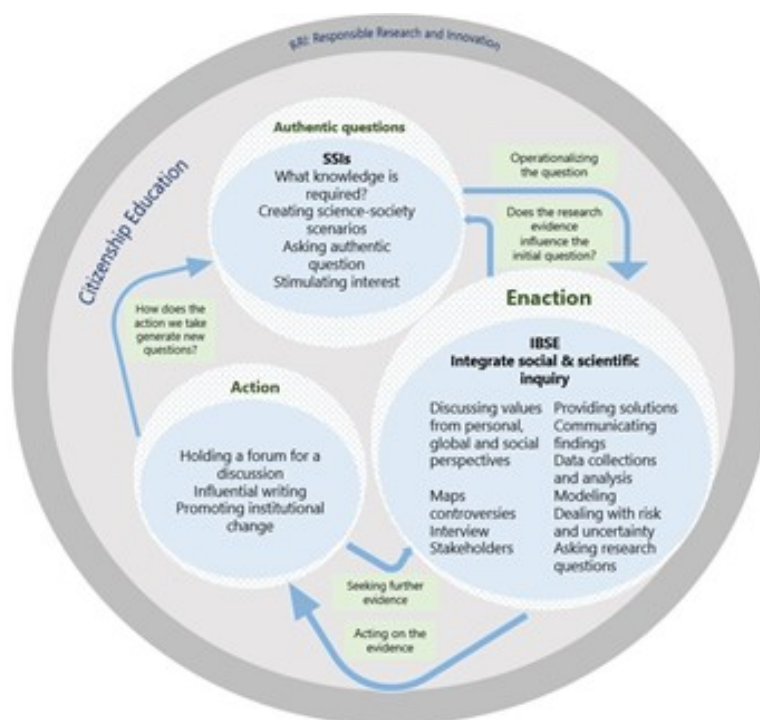 RRI: Responsible Research and Innovation
Citizenship Education
Authentic questions
SSIs
What knowledge is
required?
Creating science-society
scenarios
Asking authentic
question
Stimulating interest
Operationalizing
the question
Does the research
evidence
influence the
initial question?
Enaction
IBSE
Integrate social & scientific
inquiry
Discussing values
from personal,
global and social
perspectives
Maps
controversies
Interview
Stakeholders
Providing solutions
Communicating
findings
Data collections
and analysis
Modeling
Dealing with risk
and uncertainty
Asking research
questions
How does the
action we take
generate new
questions?
Action
Holding a forum for a
discussion
Influential writing
Promoting institutional
change
Seeking further
evidence
Acting on the
evidence